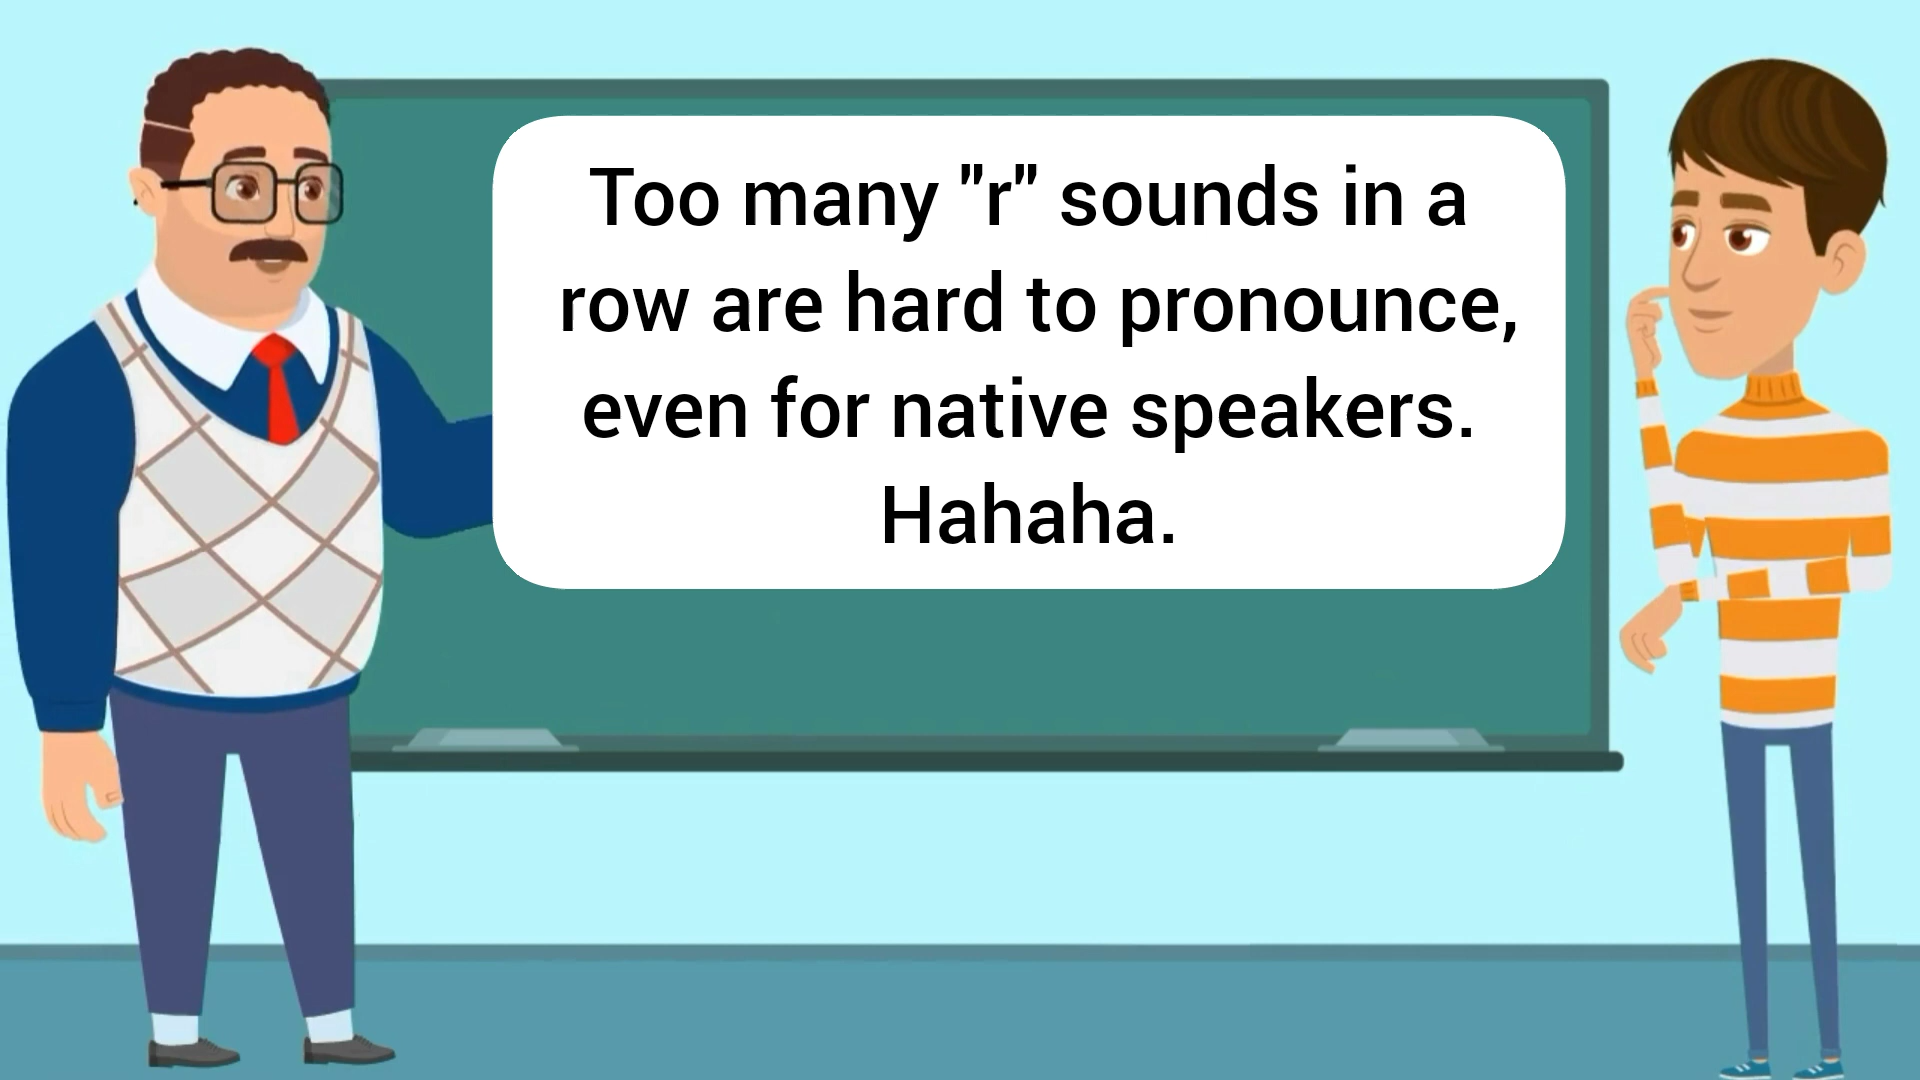 Too many "r" sounds in a
row are hard to pronounce,
even for native speakers.
Hahaha.